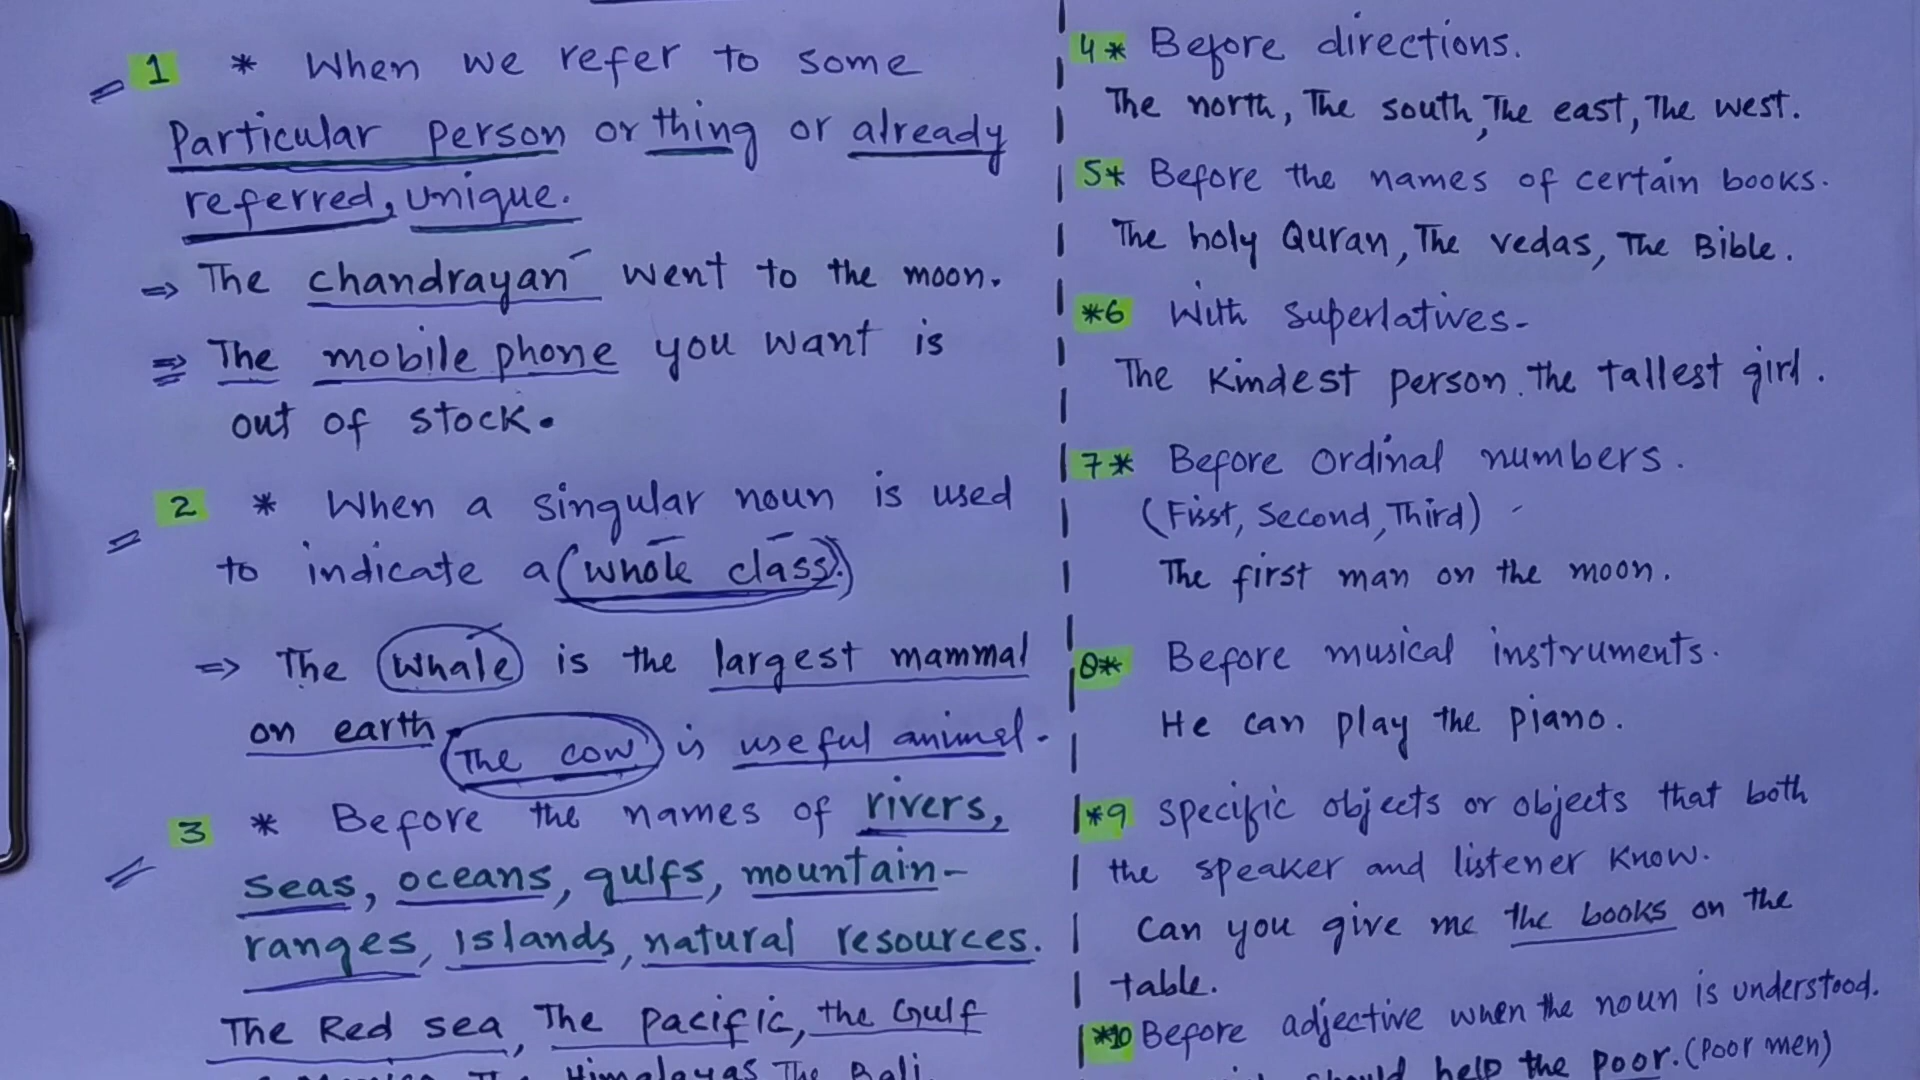 1 * When we refer to some
Particular person or thing or already
referred, unique.
⇒ The chandrayan went to the moon.
⇒ The mobile phone you want is
out of stock.
2 * When a singular noun is used
to indicate a (whole class).
⇒ The whale is the largest mammal
on earth. The cow is useful animal.
3 * Before the names of rivers,
seas, oceans, gulfs, mountain-
ranges, islands, natural resources.
The Red sea, The pacific, the Gulf
Himalayas The Bali.
4* Before directions.
The north, The south, The east, The west.
5* Before the names of certain books.
The holy Quran, The vedas, The Bible.
*6 With superlatives-
The kindest person. the tallest girl.
7* Before ordinal numbers.
(First, Second, Third)
The first man on the moon.
8* Before musical instruments.
He can play the piano.
*9 specific objects or objects that both
the speaker and listener know.
Can you give me the books on the
table.
*10 Before adjective when the noun is understood.
should help the poor. (Poor men)